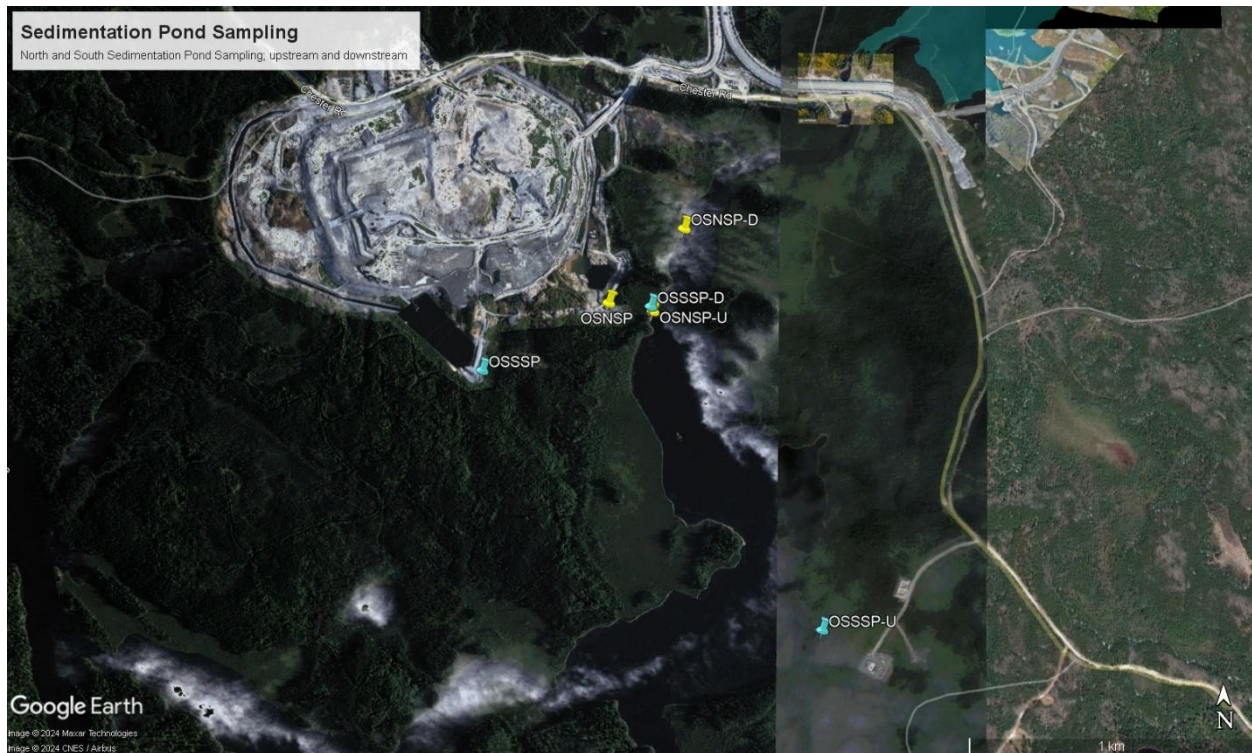 Sedimentation Pond Sampling
North and South Sedimentation Pond Sampling; upstream and downstream
Chester Rd
Chester Rd
OSNSP-D
OSSSP-D
OSNSP
OSNSP-U
OSSSP
OSSSP-U
Google Earth
Image © 2024 Maxar Technologies
Image © 2024 CNES / Airbus
N
1 km